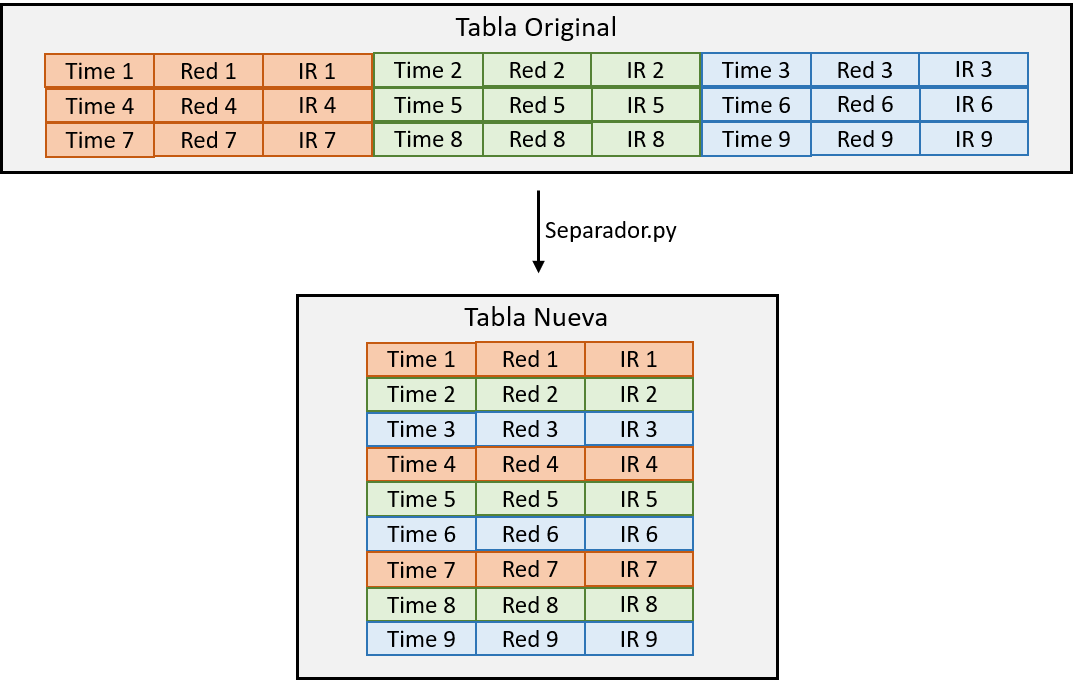 Tabla Original
Time 1 Red 1 IR 1 Time 2 Red 2 IR 2 Time 3 Red 3 IR 3
Time 4 Red 4 IR 4 Time 5 Red 5 IR 5 Time 6 Red 6 IR 6
Time 7 Red 7 IR 7 Time 8 Red 8 IR 8 Time 9 Red 9 IR 9
Separador.py
Tabla Nueva
Time 1 Red 1 IR 1
Time 2 Red 2 IR 2
Time 3 Red 3 IR 3
Time 4 Red 4 IR 4
Time 5 Red 5 IR 5
Time 6 Red 6 IR 6
Time 7 Red 7 IR 7
Time 8 Red 8 IR 8
Time 9 Red 9 IR 9